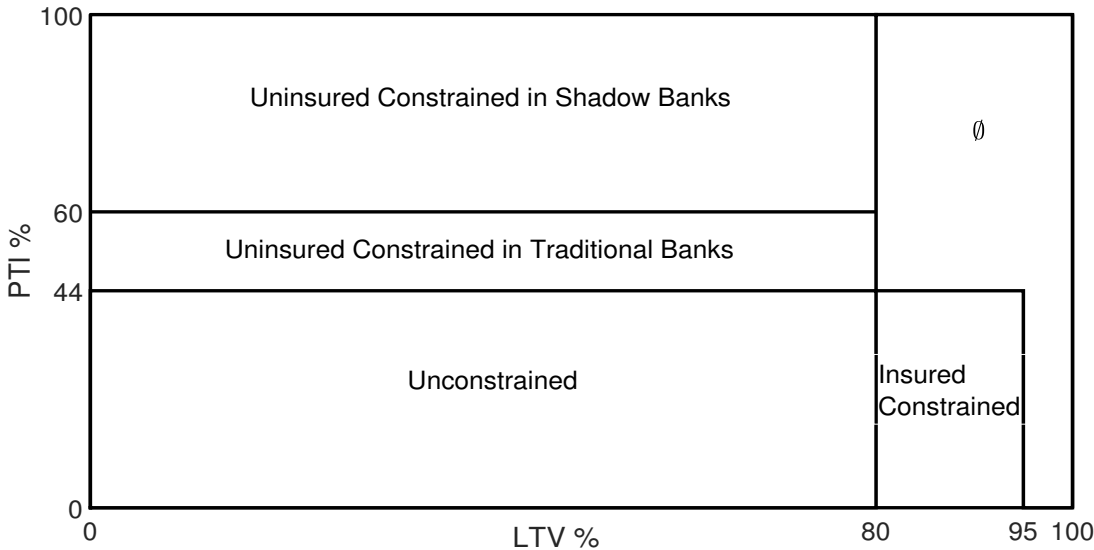 100
Uninsured Constrained in Shadow Banks
∅
60
Uninsured Constrained in Traditional Banks
PTI %
44
Unconstrained
Insured
Constrained
0
0
LTV %
80
95
100